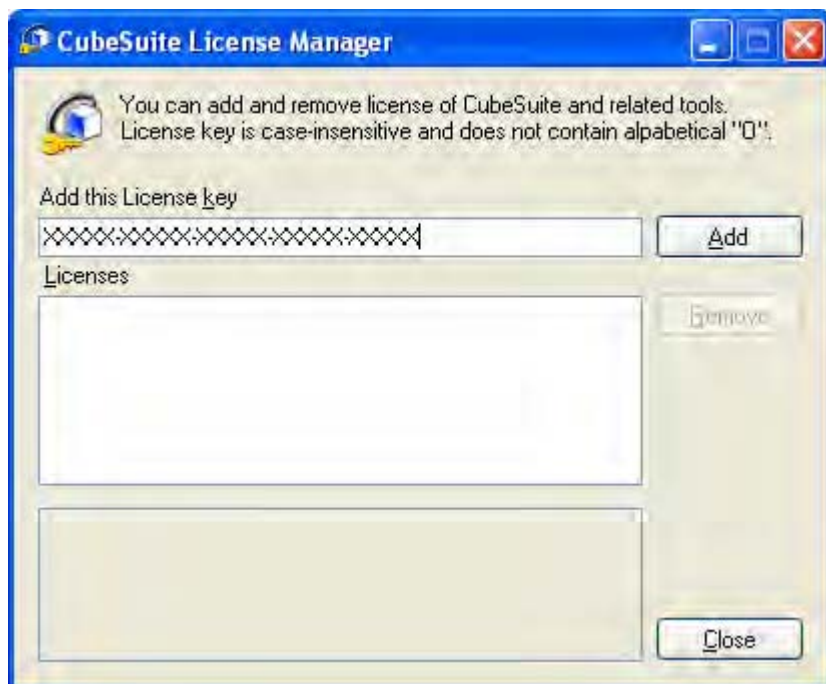 CubeSuite License Manager
You can add and remove license of CubeSuite and related tools.
License key is case-insensitive and does not contain alpabetical "O".
Add this License key
XXXXX-XXXXX-XXXXX-XXXXX-XXXXX
Add
Licenses
Remove
Close